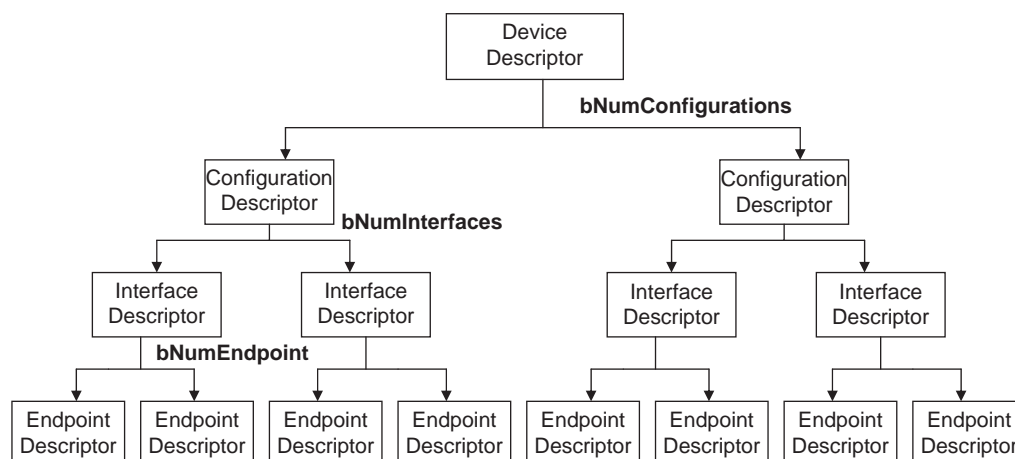 Device
Descriptor
bNumConfigurations
Configuration
Descriptor
Configuration
Descriptor
bNumInterfaces
Interface
Descriptor
Interface
Descriptor
Interface
Descriptor
Interface
Descriptor
bNumEndpoint
Endpoint
Descriptor
Endpoint
Descriptor
Endpoint
Descriptor
Endpoint
Descriptor
Endpoint
Descriptor
Endpoint
Descriptor
Endpoint
Descriptor
Endpoint
Descriptor